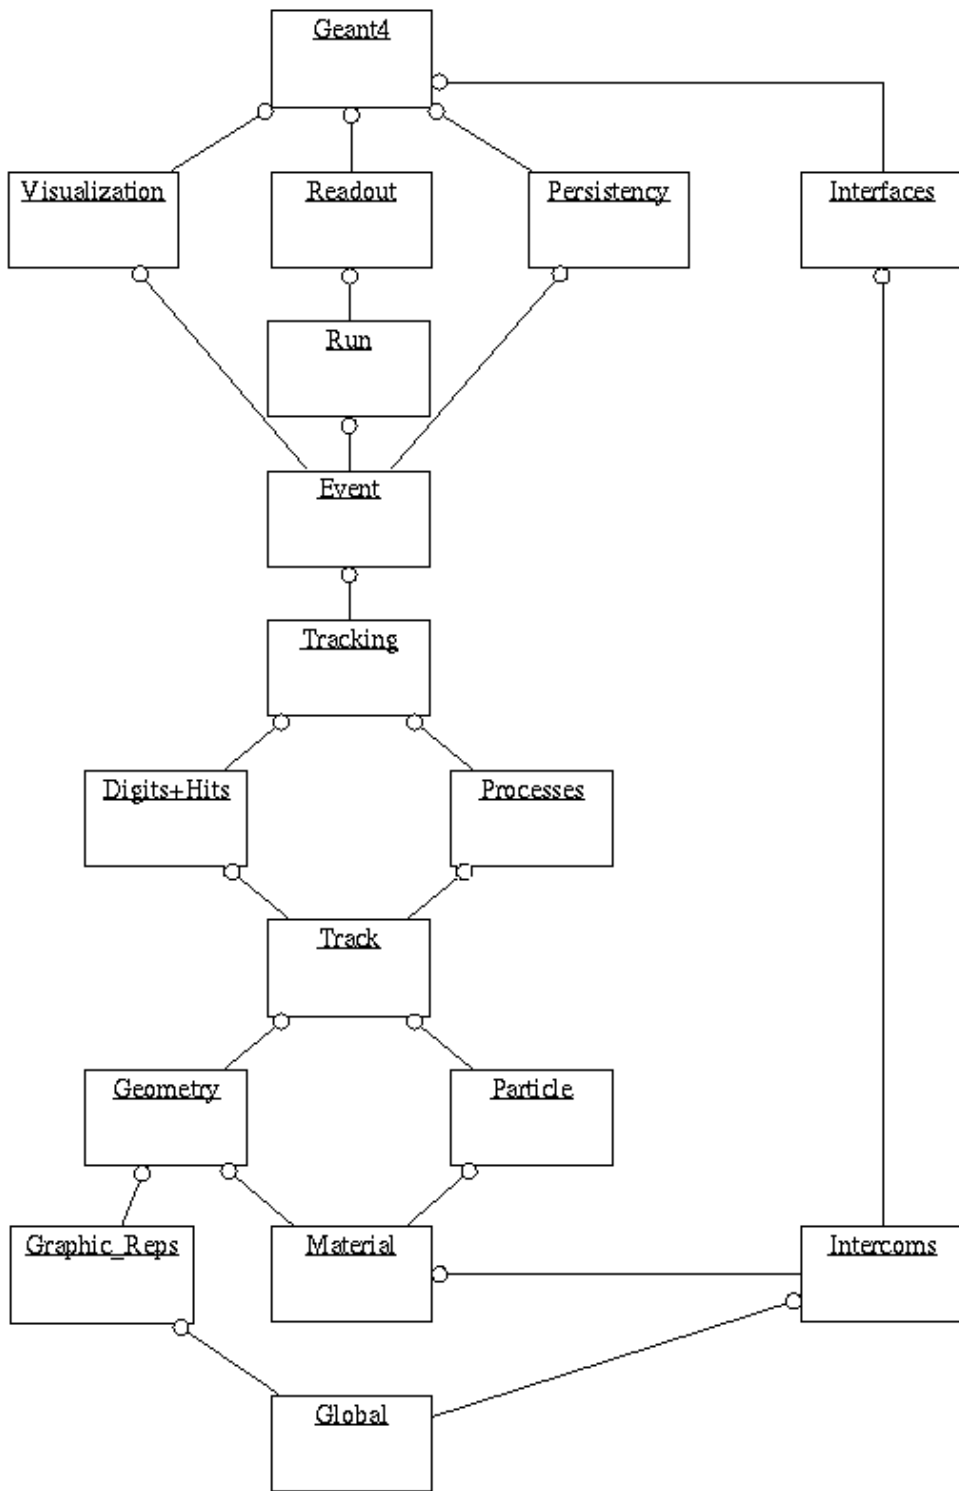 Geant4
Visualization
Readout
Persistency
Interfaces
Run
Event
Tracking
Digits+Hits
Processes
Track
Geometry
Particle
Graphic_Reps
Material
Intercoms
Global